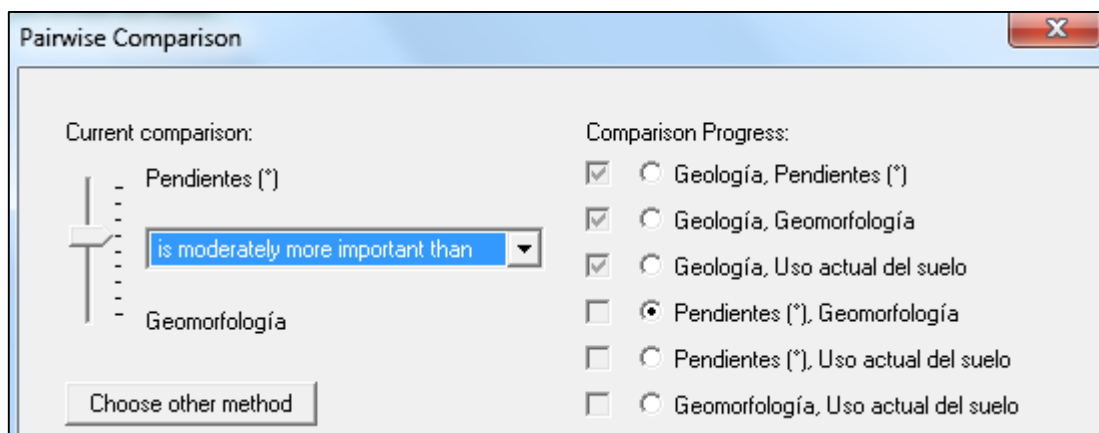 Pairwise Comparison
Current comparison:
Pendientes (°)
is moderately more important than
Geomorfología
Choose other method
Comparison Progress:
Geología, Pendientes (°)
Geología, Geomorfología
Geología, Uso actual del suelo
Pendientes (°), Geomorfología
Pendientes (°), Uso actual del suelo
Geomorfología, Uso actual del suelo